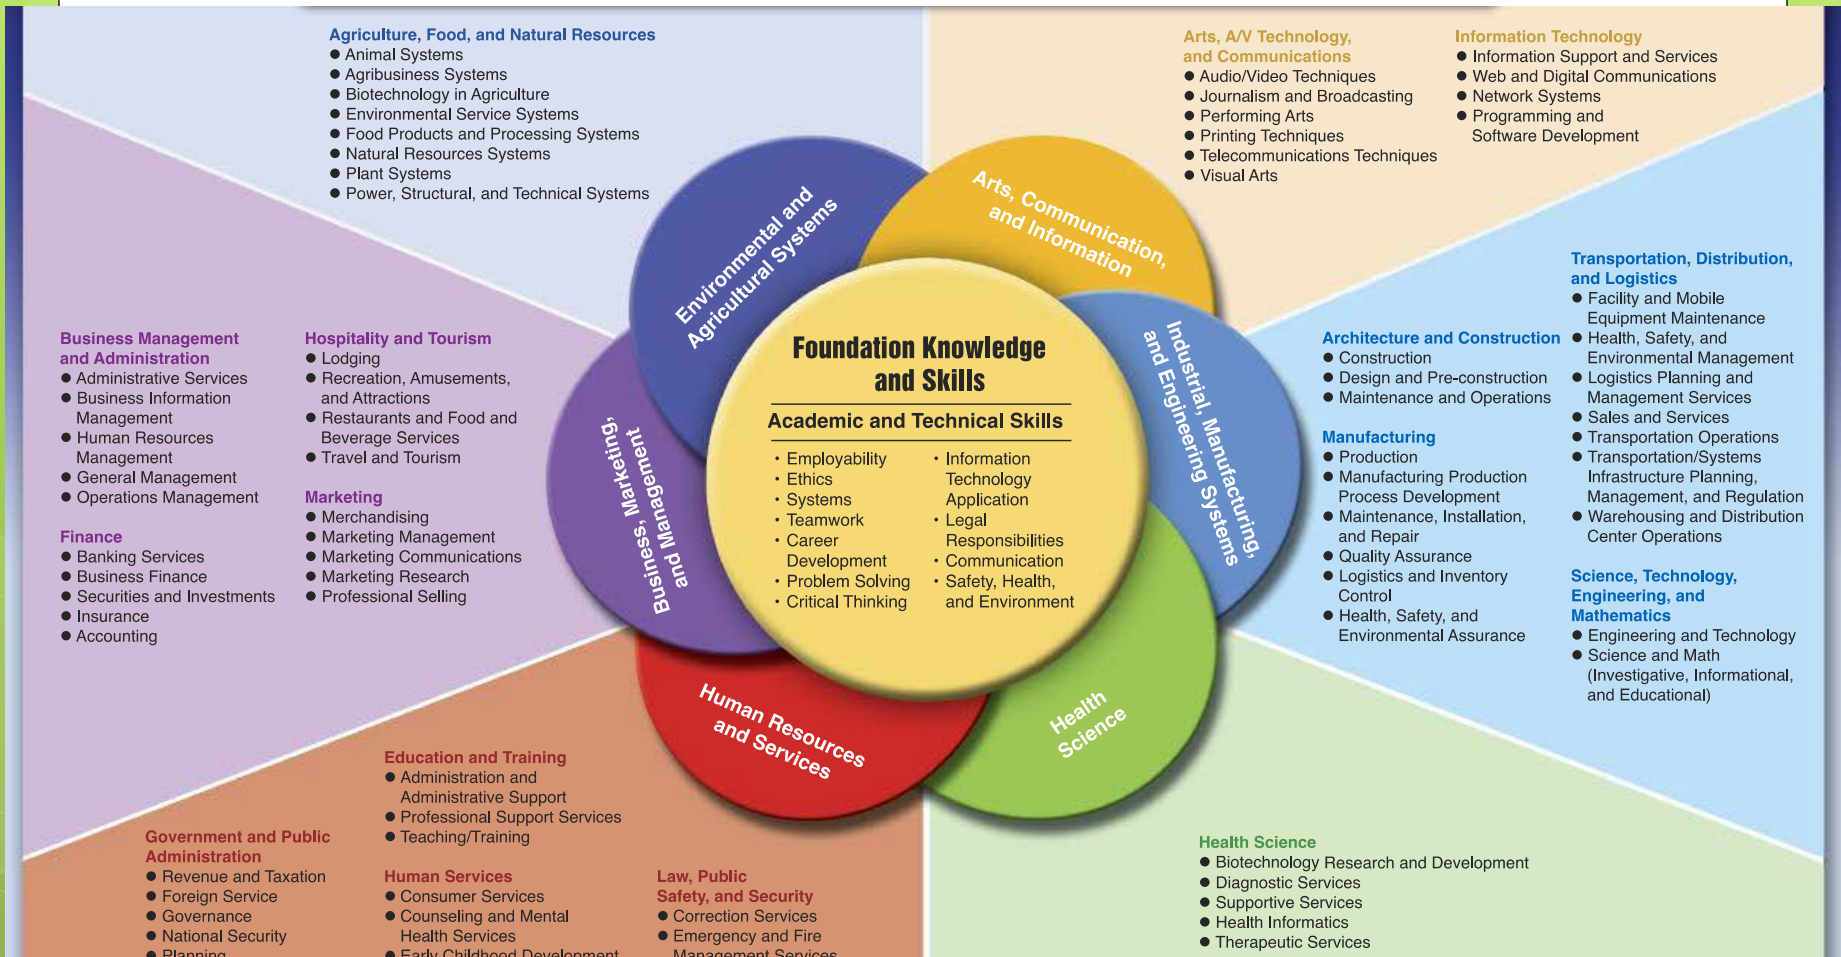 Agriculture, Food, and Natural Resources
● Animal Systems
● Agribusiness Systems
● Biotechnology in Agriculture
● Environmental Service Systems
● Food Products and Processing Systems
● Natural Resources Systems
● Plant Systems
● Power, Structural, and Technical Systems
Arts, A/V Technology,
and Communications
● Audio/Video Techniques
● Journalism and Broadcasting
● Performing Arts
● Printing Techniques
● Telecommunications Techniques
● Visual Arts
Information Technology
● Information Support and Services
● Web and Digital Communications
● Network Systems
● Programming and
Software Development
Environmental and
Agricultural Systems
Arts, Communication,
and Information
Business Management
and Administration
● Administrative Services
● Business Information
Management
● Human Resources
Management
● General Management
● Operations Management
Finance
● Banking Services
● Business Finance
● Securities and Investments
● Insurance
● Accounting
Hospitality and Tourism
● Lodging
● Recreation, Amusements,
and Attractions
● Restaurants and Food and
Beverage Services
● Travel and Tourism
Marketing
● Merchandising
● Marketing Management
● Marketing Communications
● Marketing Research
● Professional Selling
Business, Marketing,
and Management
Foundation Knowledge
and Skills
Academic and Technical Skills
• Employability
• Ethics
• Systems
• Teamwork
• Career
Development
• Problem Solving
• Critical Thinking
• Information
Technology
Application
• Legal
Responsibilities
• Communication
• Safety, Health,
and Environment
Industrial, Manufacturing,
and Engineering Systems
Architecture and Construction
● Construction
● Design and Pre-construction
● Maintenance and Operations
Manufacturing
● Production
● Manufacturing Production
Process Development
● Maintenance, Installation,
and Repair
● Quality Assurance
● Logistics and Inventory
Control
● Health, Safety, and
Environmental Assurance
Transportation, Distribution,
and Logistics
● Facility and Mobile
Equipment Maintenance
● Health, Safety, and
Environmental Management
● Logistics Planning and
Management Services
● Sales and Services
● Transportation Operations
● Transportation/Systems
Infrastructure Planning,
Management, and Regulation
● Warehousing and Distribution
Center Operations
Science, Technology,
Engineering, and
Mathematics
● Engineering and Technology
● Science and Math
(Investigative, Informational,
and Educational)
Human Resources
and Services
Health
Science
Government and Public
Administration
● Revenue and Taxation
● Foreign Service
● Governance
● National Security
● Planning
Education and Training
● Administration and
Administrative Support
● Professional Support Services
● Teaching/Training
Human Services
● Consumer Services
● Counseling and Mental
Health Services
● Early Childhood Development
Law, Public
Safety, and Security
● Correction Services
● Emergency and Fire
Management Services
Health Science
● Biotechnology Research and Development
● Diagnostic Services
● Supportive Services
● Health Informatics
● Therapeutic Services